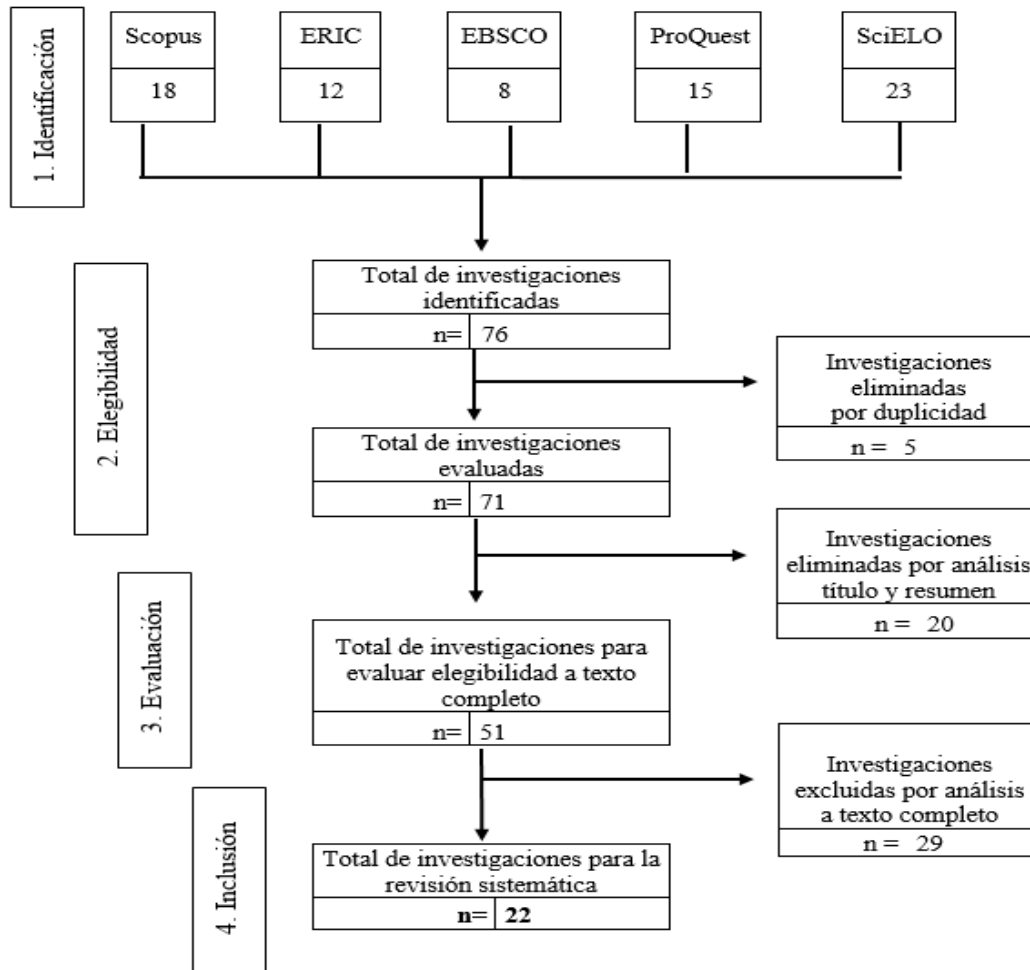 1. Identificación
Scopus
18
ERIC
12
EBSCO
8
ProQuest
15
SciELO
23
2. Elegibilidad
Total de investigaciones
identificadas
n= 76
Investigaciones
eliminadas
por duplicidad
n = 5
Total de investigaciones
evaluadas
n= 71
Investigaciones
eliminadas por análisis
título y resumen
n = 20
3. Evaluación
Total de investigaciones para
evaluar elegibilidad a texto
completo
n= 51
Investigaciones
excluidas por análisis
a texto completo
n = 29
4. Inclusión
Total de investigaciones para la
revisión sistemática
n= 22